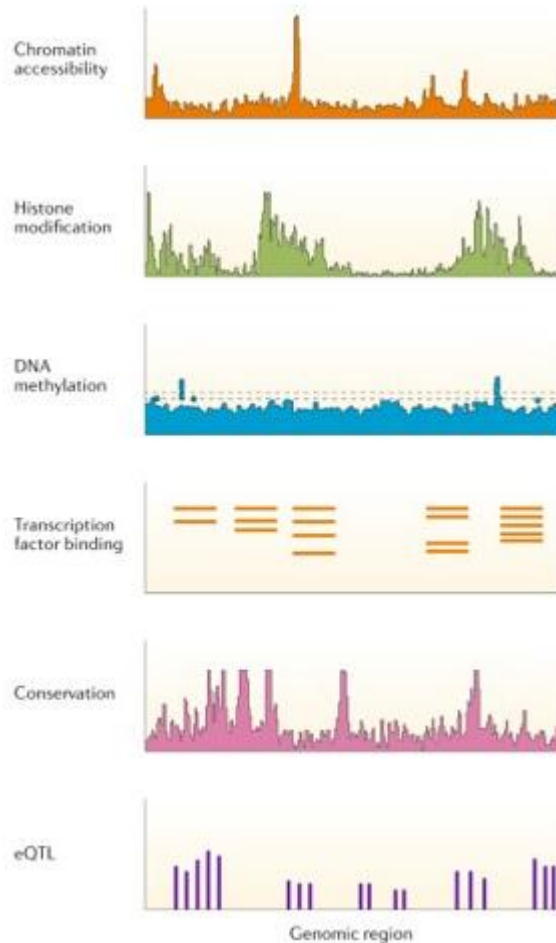 Chromatin
accessibility
Histone
modification
DNA
methylation
Transcription
factor binding
Conservation
eQTL
Genomic region